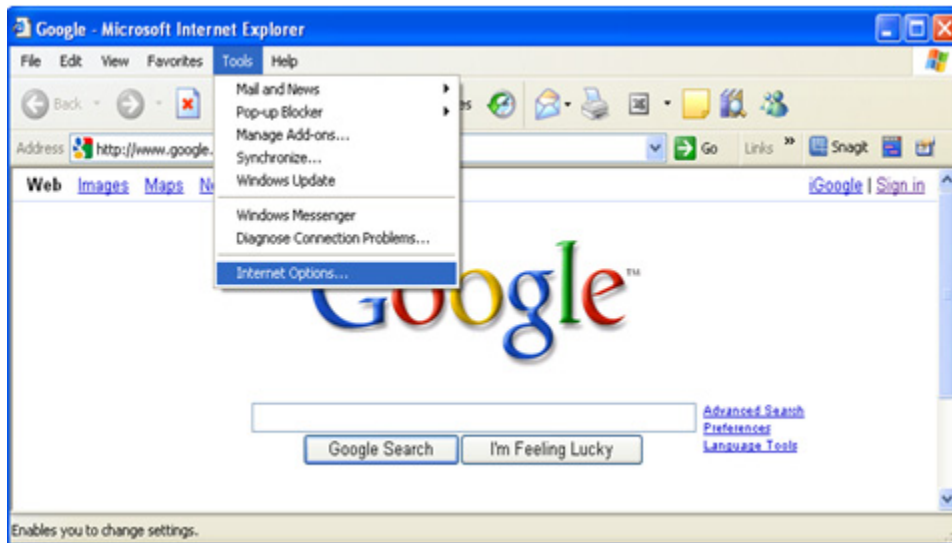 Google - Microsoft Internet Explorer
File Edit View Favorites Tools Help
Mail and News
Pop-up Blocker
Manage Add-ons...
Synchronize...
Windows Update
Windows Messenger
Diagnose Connection Problems...
Internet Options...
Back
Address http://www.google. Go Links » Snagit
Web Images Maps iGoogle | Sign in
Google™
Advanced Search
Preferences
Language Tools
Google Search I'm Feeling Lucky
Enables you to change settings.